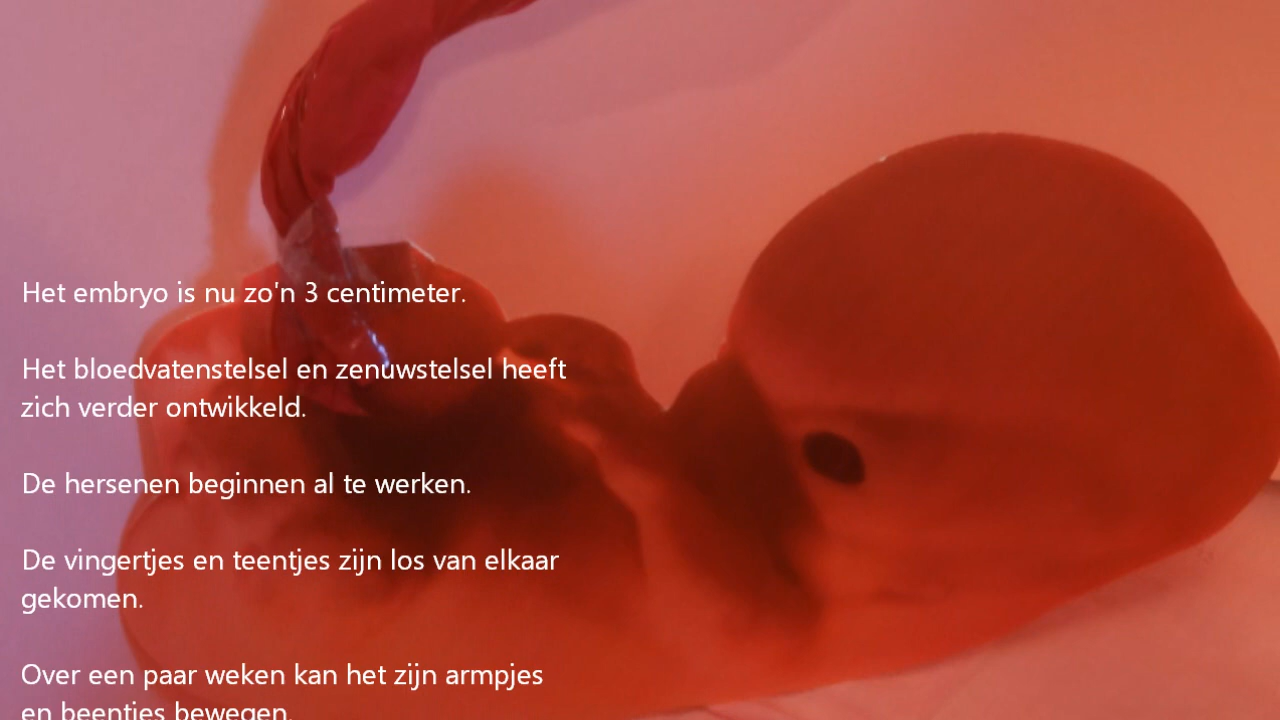 Het embryo is nu zo'n 3 centimeter.
Het bloedvatenstelsel en zenuwstelsel heeft
zich verder ontwikkeld.
De hersenen beginnen al te werken.
De vingertjes en teentjes zijn los van elkaar
gekomen.
Over een paar weken kan het zijn armpjes
en beentjes bewegen.